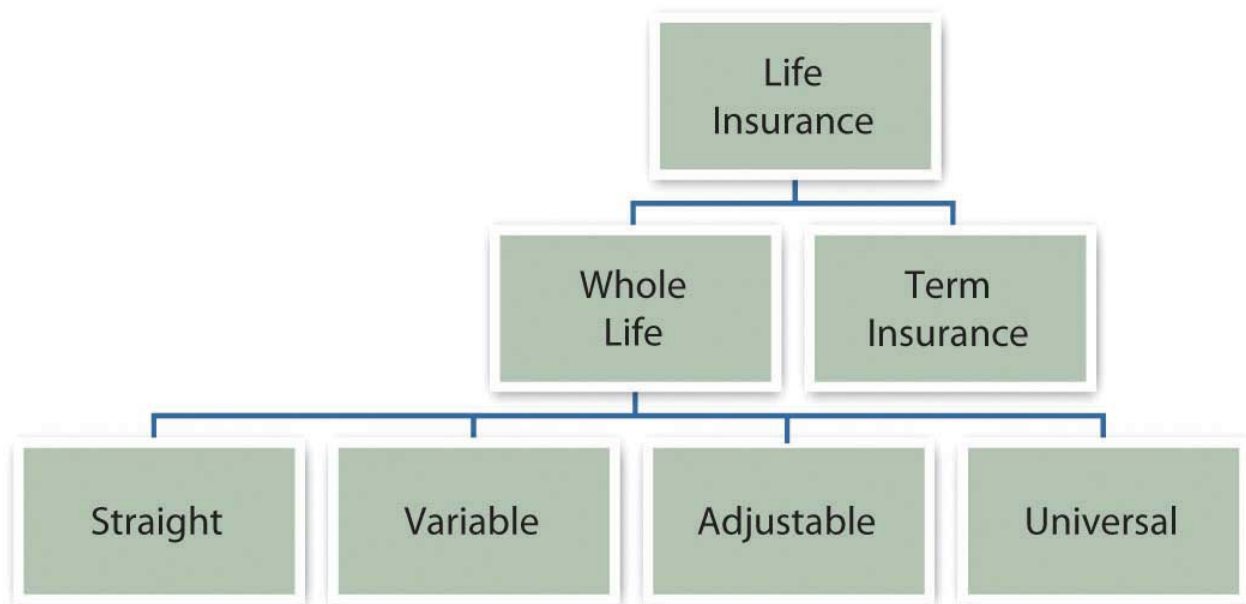 Life
Insurance
Whole
Life
Term
Insurance
Straight
Variable
Adjustable
Universal